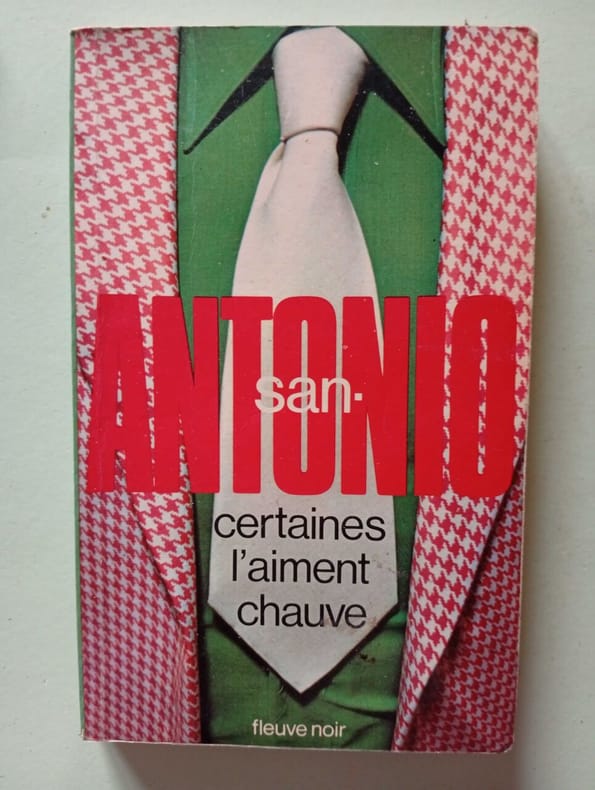 san-
ANTONIO
certaines
l'aiment
chauve
fleuve noir